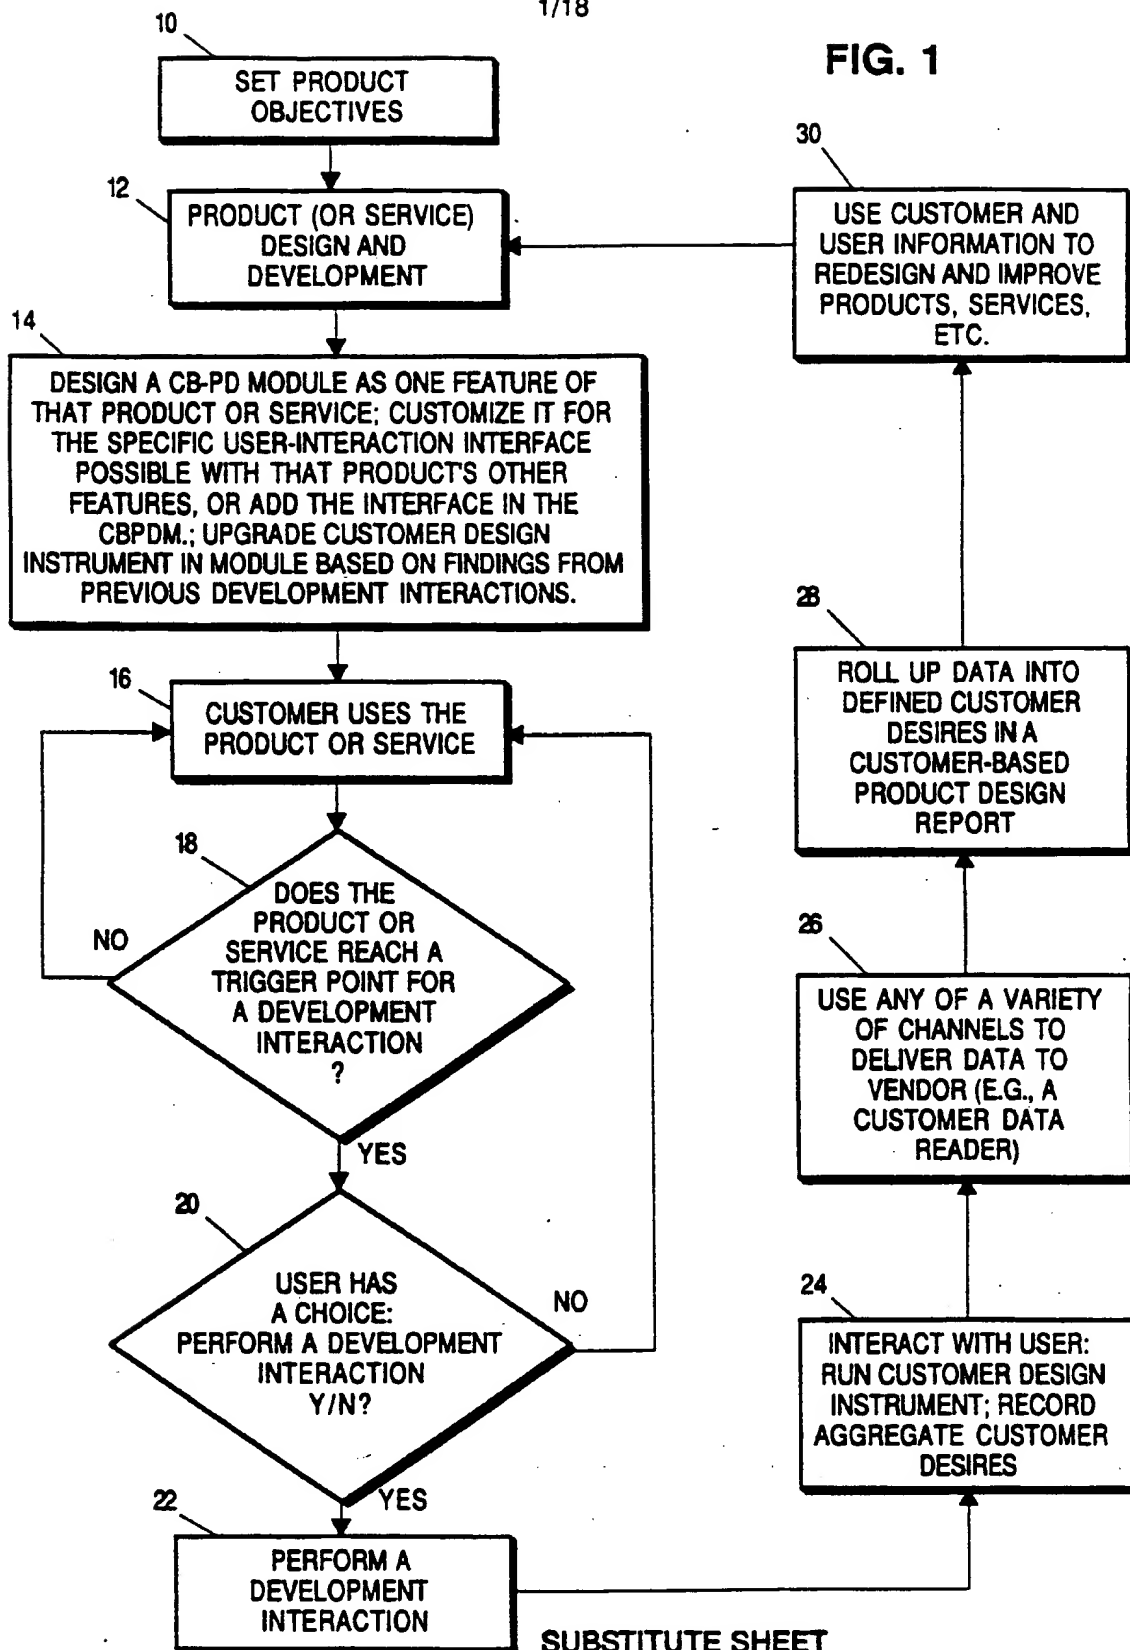 1/18
FIG. 1
10
SET PRODUCT
OBJECTIVES
12
PRODUCT (OR SERVICE)
DESIGN AND
DEVELOPMENT
14
DESIGN A CB-PD MODULE AS ONE FEATURE OF
THAT PRODUCT OR SERVICE; CUSTOMIZE IT FOR
THE SPECIFIC USER-INTERACTION INTERFACE
POSSIBLE WITH THAT PRODUCT'S OTHER
FEATURES, OR ADD THE INTERFACE IN THE
CBPDM.; UPGRADE CUSTOMER DESIGN
INSTRUMENT IN MODULE BASED ON FINDINGS FROM
PREVIOUS DEVELOPMENT INTERACTIONS.
16
CUSTOMER USES THE
PRODUCT OR SERVICE
18
DOES THE
PRODUCT OR
SERVICE REACH A
TRIGGER POINT FOR
A DEVELOPMENT
INTERACTION
?
NO
YES
20
USER HAS
A CHOICE:
PERFORM A DEVELOPMENT
INTERACTION
Y/N?
NO
YES
22
PERFORM A
DEVELOPMENT
INTERACTION
24
INTERACT WITH USER:
RUN CUSTOMER DESIGN
INSTRUMENT; RECORD
AGGREGATE CUSTOMER
DESIRES
26
USE ANY OF A VARIETY
OF CHANNELS TO
DELIVER DATA TO
VENDOR (E.G., A
CUSTOMER DATA
READER)
28
ROLL UP DATA INTO
DEFINED CUSTOMER
DESIRES IN A
CUSTOMER-BASED
PRODUCT DESIGN
REPORT
30
USE CUSTOMER AND
USER INFORMATION TO
REDESIGN AND IMPROVE
PRODUCTS, SERVICES,
ETC.
SUBSTITUTE SHEET